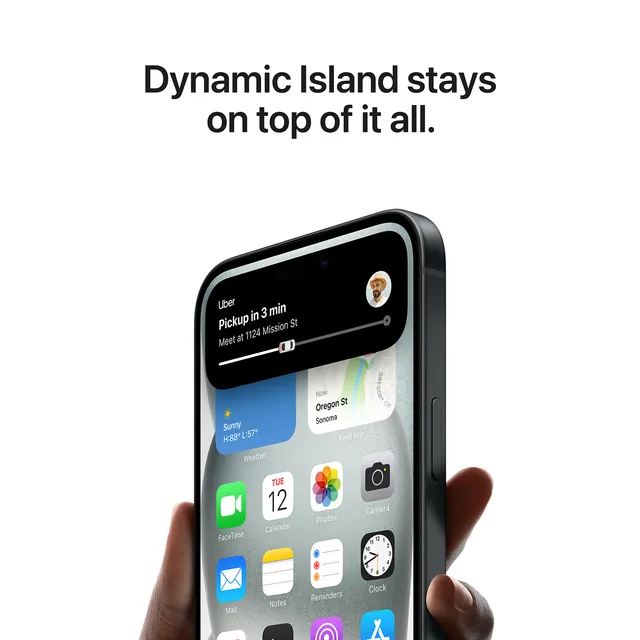 Dynamic Island stays
on top of it all.
Uber
Pickup in 3 min
Meet at 1124 Mission St
Sunny
H:88° L:57°
Weather
Now
Oregon St
Sonoma
Find My
FaceTime
TUE
12
Calendar
Photos
Camera
Mail
Notes
Reminders
Clock